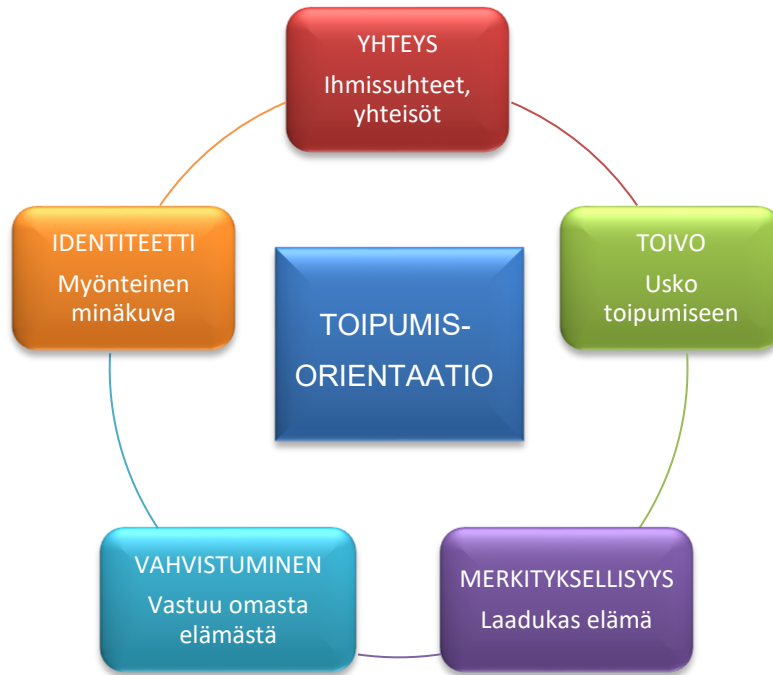 YHTEYS
Ihmissuhteet,
yhteisöt
IDENTITEETTI
Myönteinen
minäkuva
TOIVO
Usko
toipumiseen
TOIPUMIS-
ORIENTAATIO
VAHVISTUMINEN
Vastuu omasta
elämästä
MERKITYKSELLISYYS
Laadukas elämä